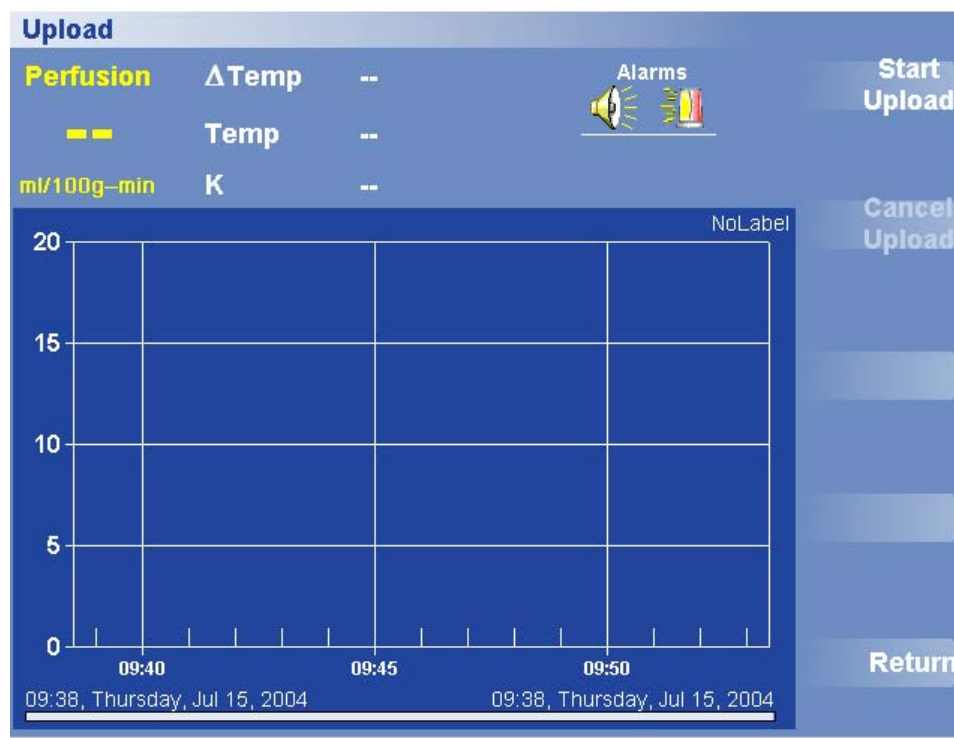 Upload
Perfusion ΔTemp -- Alarms
-- Temp --
ml/100g–min K --
Start
Upload
Cancel
Upload
NoLabel
20
15
10
5
0
09:40 09:45 09:50
09:38, Thursday, Jul 15, 2004 09:38, Thursday, Jul 15, 2004
Return